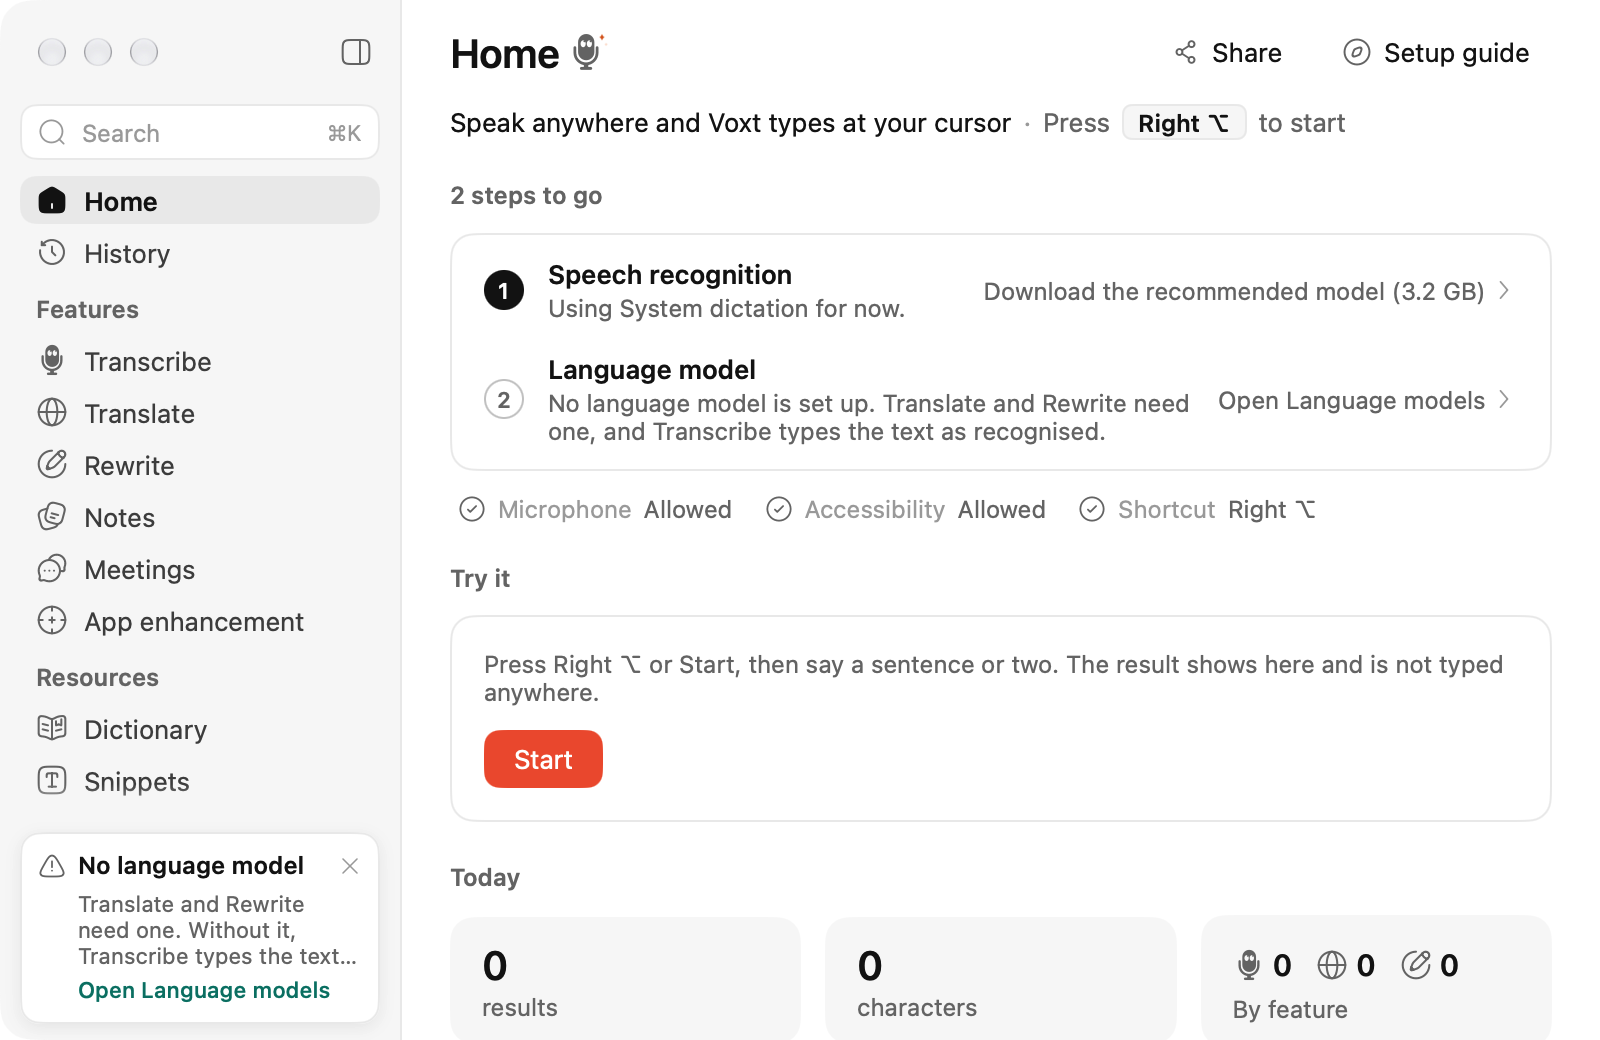 Search ⌘K
Home
History
Features
Transcribe
Translate
Rewrite
Notes
Meetings
App enhancement
Resources
Dictionary
Snippets
No language model
Translate and Rewrite
need one. Without it,
Transcribe types the text...
Open Language models
Home
Share
Setup guide
Speak anywhere and Voxt types at your cursor · Press Right ⌥ to start
2 steps to go
1
Speech recognition
Using System dictation for now.
Download the recommended model (3.2 GB)
2
Language model
No language model is set up. Translate and Rewrite need
one, and Transcribe types the text as recognised.
Open Language models
Microphone Allowed
Accessibility Allowed
Shortcut Right ⌥
Try it
Press Right ⌥ or Start, then say a sentence or two. The result shows here and is not typed
anywhere.
Start
Today
0
results
0
characters
0 0 0
By feature